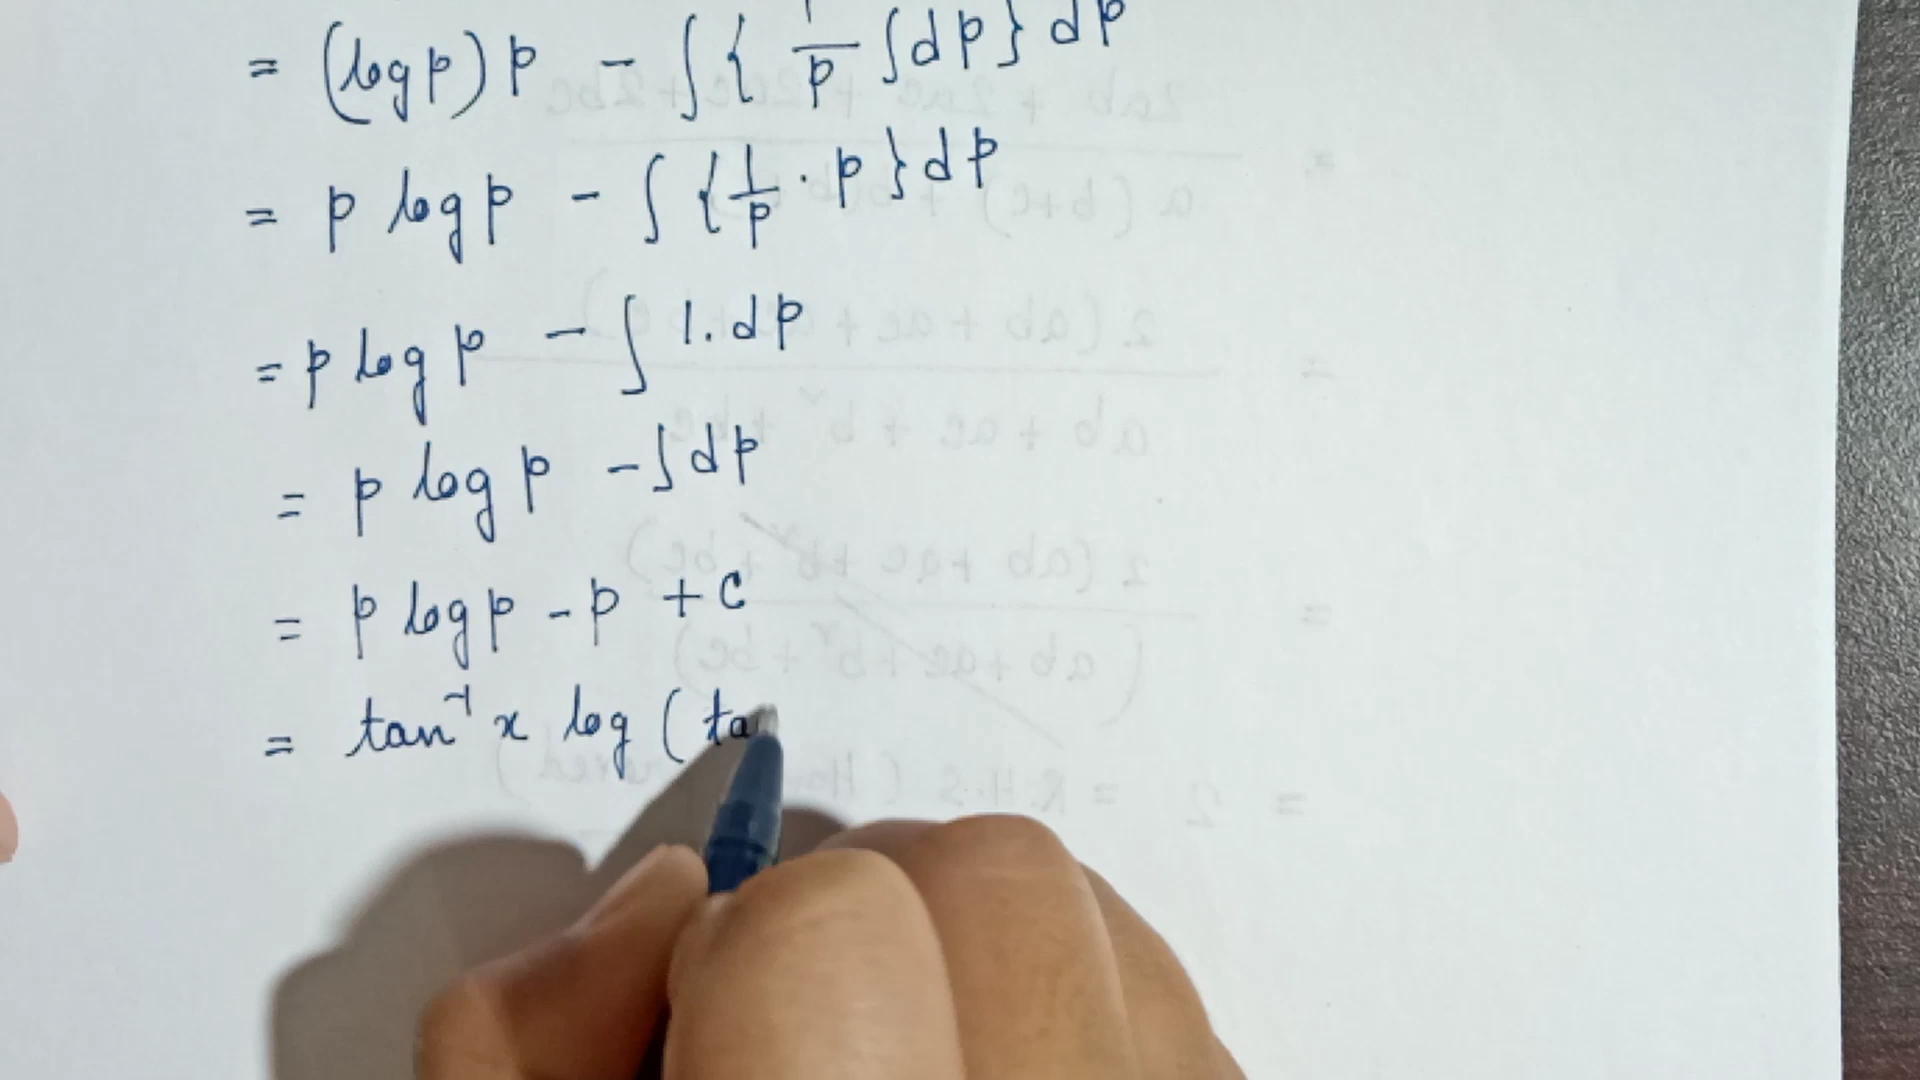 = (log p) p - ∫ { 1/p ∫dp } dp
= p log p - ∫ { 1/p · p } dp
= p log p - ∫ 1. dp
= p log p - ∫ dp
= p log p - p + c
= tan⁻¹ x log ( ta